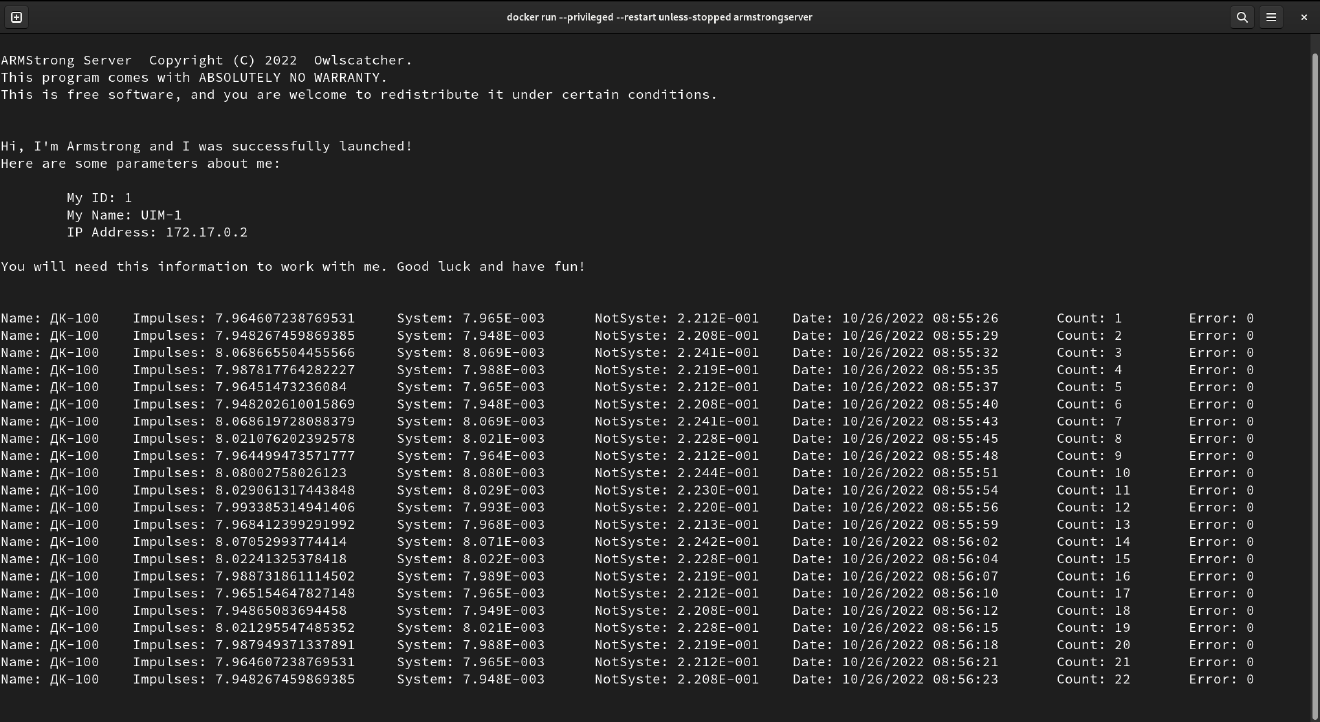 docker run --privileged --restart unless-stopped armstrongserver
ARMStrong Server  Copyright (C) 2022  Owlscatcher.
This program comes with ABSOLUTELY NO WARRANTY.
This is free software, and you are welcome to redistribute it under certain conditions.
Hi, I'm Armstrong and I was successfully launched!
Here are some parameters about me:
My ID: 1
My Name: UIM-1
IP Address: 172.17.0.2
You will need this information to work with me. Good luck and have fun!
Name: ДК-100    Impulses: 7.964607238769531     System: 7.965E-003      NotSyste: 2.212E-001    Date: 10/26/2022 08:55:26       Count: 1        Error: 0
Name: ДК-100    Impulses: 7.948267459869385     System: 7.948E-003      NotSyste: 2.208E-001    Date: 10/26/2022 08:55:29       Count: 2        Error: 0
Name: ДК-100    Impulses: 8.068665504455566     System: 8.069E-003      NotSyste: 2.241E-001    Date: 10/26/2022 08:55:32       Count: 3        Error: 0
Name: ДК-100    Impulses: 7.987817764282227     System: 7.988E-003      NotSyste: 2.219E-001    Date: 10/26/2022 08:55:35       Count: 4        Error: 0
Name: ДК-100    Impulses: 7.96451473236084      System: 7.965E-003      NotSyste: 2.212E-001    Date: 10/26/2022 08:55:37       Count: 5        Error: 0
Name: ДК-100    Impulses: 7.948202610015869     System: 7.948E-003      NotSyste: 2.208E-001    Date: 10/26/2022 08:55:40       Count: 6        Error: 0
Name: ДК-100    Impulses: 8.068619728088379     System: 8.069E-003      NotSyste: 2.241E-001    Date: 10/26/2022 08:55:43       Count: 7        Error: 0
Name: ДК-100    Impulses: 8.021076202392578     System: 8.021E-003      NotSyste: 2.228E-001    Date: 10/26/2022 08:55:45       Count: 8        Error: 0
Name: ДК-100    Impulses: 7.964499473571777     System: 7.964E-003      NotSyste: 2.212E-001    Date: 10/26/2022 08:55:48       Count: 9        Error: 0
Name: ДК-100    Impulses: 8.08002758026123      System: 8.080E-003      NotSyste: 2.244E-001    Date: 10/26/2022 08:55:51       Count: 10       Error: 0
Name: ДК-100    Impulses: 8.029061317443848     System: 8.029E-003      NotSyste: 2.230E-001    Date: 10/26/2022 08:55:54       Count: 11       Error: 0
Name: ДК-100    Impulses: 7.993385314941406     System: 7.993E-003      NotSyste: 2.220E-001    Date: 10/26/2022 08:55:56       Count: 12       Error: 0
Name: ДК-100    Impulses: 7.968412399291992     System: 7.968E-003      NotSyste: 2.213E-001    Date: 10/26/2022 08:55:59       Count: 13       Error: 0
Name: ДК-100    Impulses: 8.07052993774414      System: 8.071E-003      NotSyste: 2.242E-001    Date: 10/26/2022 08:56:02       Count: 14       Error: 0
Name: ДК-100    Impulses: 8.02241325378418      System: 8.022E-003      NotSyste: 2.228E-001    Date: 10/26/2022 08:56:04       Count: 15       Error: 0
Name: ДК-100    Impulses: 7.988731861114502     System: 7.989E-003      NotSyste: 2.219E-001    Date: 10/26/2022 08:56:07       Count: 16       Error: 0
Name: ДК-100    Impulses: 7.965154647827148     System: 7.965E-003      NotSyste: 2.212E-001    Date: 10/26/2022 08:56:10       Count: 17       Error: 0
Name: ДК-100    Impulses: 7.94865083694458      System: 7.949E-003      NotSyste: 2.208E-001    Date: 10/26/2022 08:56:12       Count: 18       Error: 0
Name: ДК-100    Impulses: 8.021295547485352     System: 8.021E-003      NotSyste: 2.228E-001    Date: 10/26/2022 08:56:15       Count: 19       Error: 0
Name: ДК-100    Impulses: 7.987949371337891     System: 7.988E-003      NotSyste: 2.219E-001    Date: 10/26/2022 08:56:18       Count: 20       Error: 0
Name: ДК-100    Impulses: 7.964607238769531     System: 7.965E-003      NotSyste: 2.212E-001    Date: 10/26/2022 08:56:21       Count: 21       Error: 0
Name: ДК-100    Impulses: 7.948267459869385     System: 7.948E-003      NotSyste: 2.208E-001    Date: 10/26/2022 08:56:23       Count: 22       Error: 0